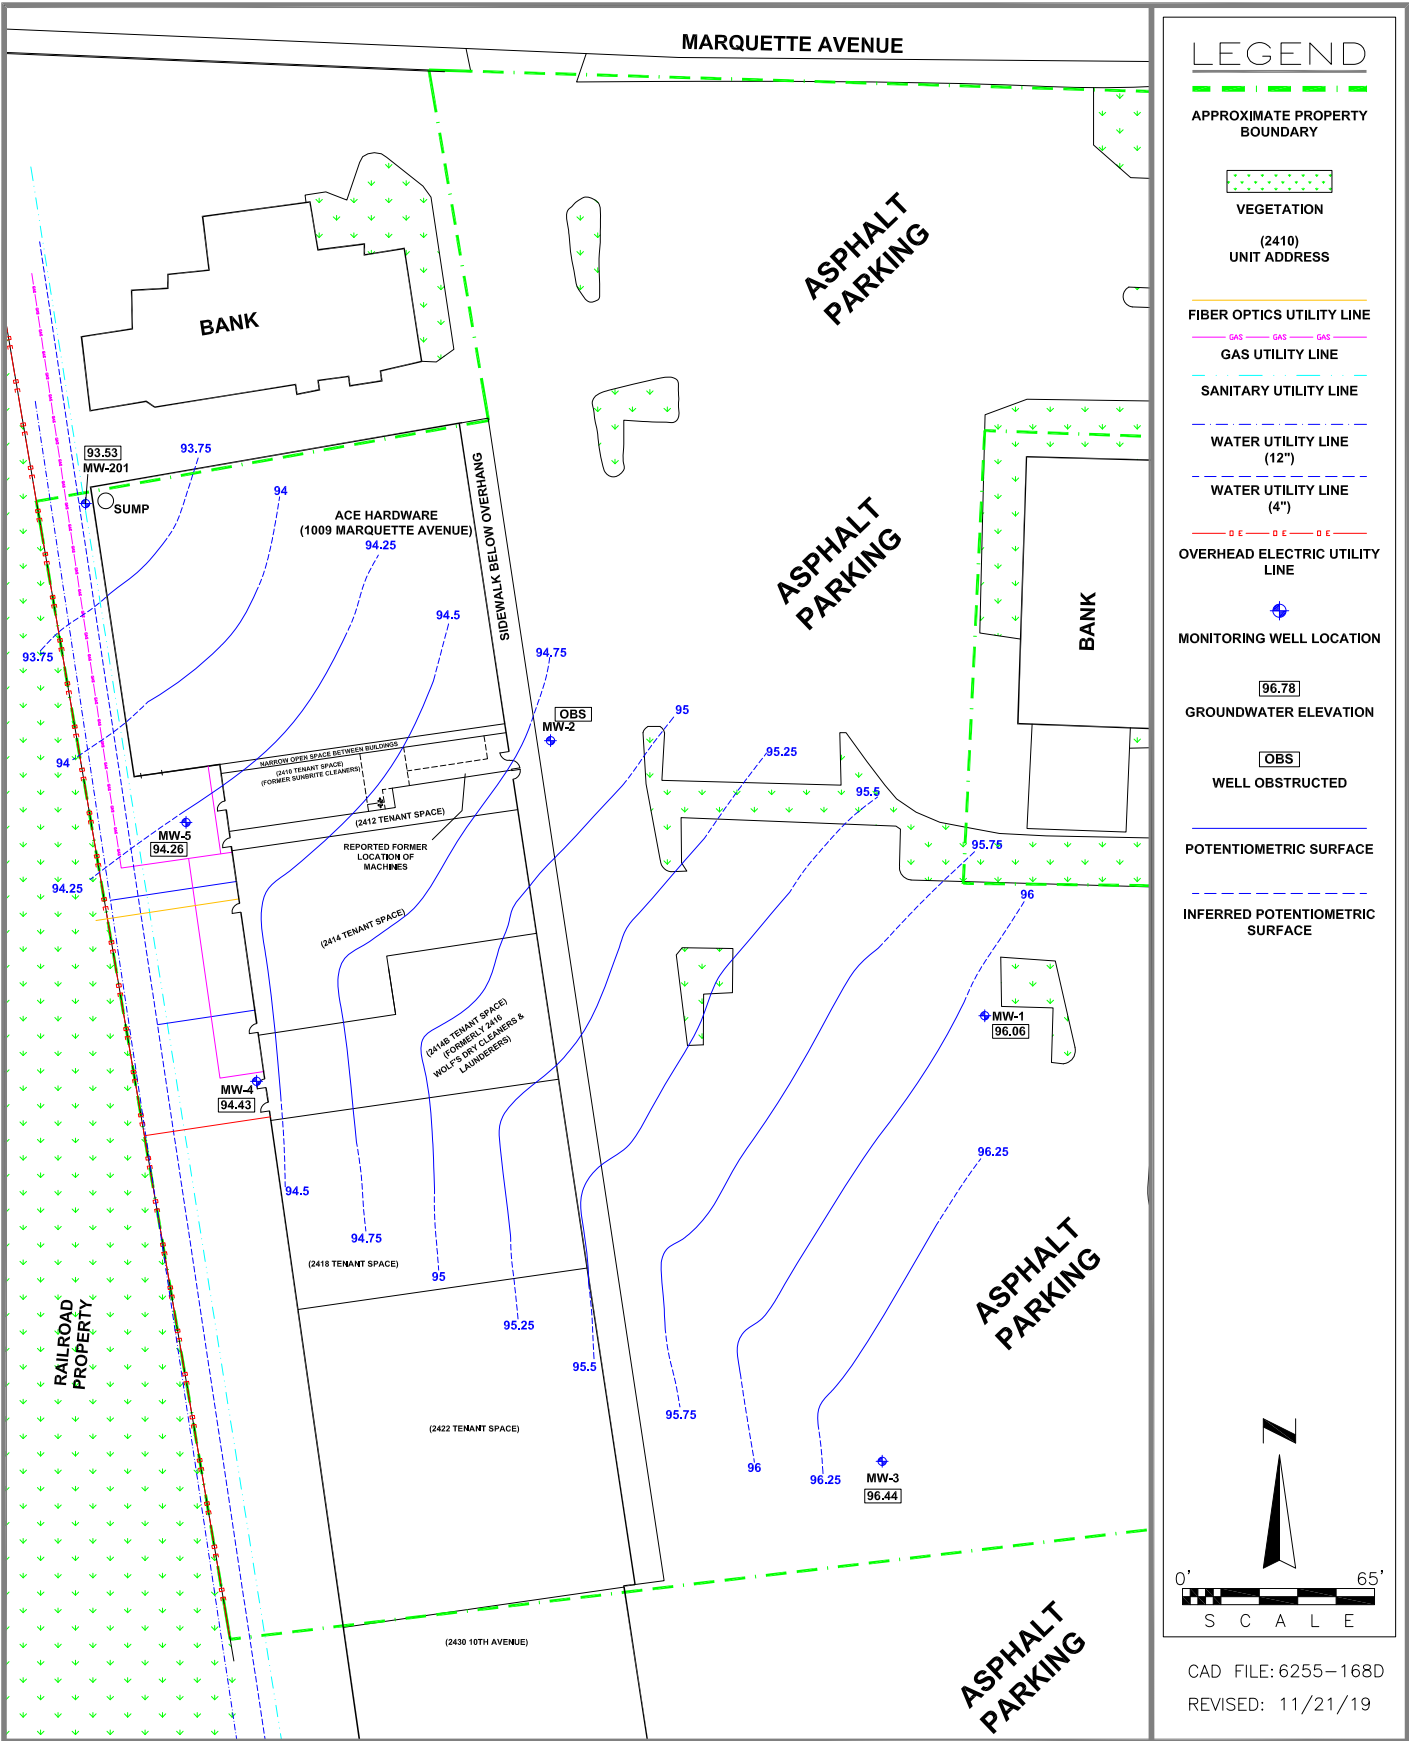 MARQUETTE AVENUE
ASPHALT
PARKING
BANK
93.53
MW-201
93.75
SUMP
94
ACE HARDWARE
(1009 MARQUETTE AVENUE)
94.25
SIDEWALK BELOW OVERHANG
94.5
94.75
93.75
ASPHALT
PARKING
BANK
OBS
MW-2
95
95.25
95.5
95.75
96
94
NARROW OPEN SPACE BETWEEN BUILDINGS
(2410 TENANT SPACE)
(FORMER SUNBRITE CLEANERS)
(2412 TENANT SPACE)
MW-5
94.26
REPORTED FORMER
LOCATION OF
MACHINES
94.25
(2414 TENANT SPACE)
(2414B TENANT SPACE)
(FORMERLY 2416
WOLF'S DRY CLEANERS &
LAUNDERERS)
MW-1
96.06
MW-4
94.43
96.25
94.5
94.75
(2418 TENANT SPACE)
95
95.25
95.5
95.75
96
96.25
ASPHALT
PARKING
RAILROAD
PROPERTY
(2422 TENANT SPACE)
MW-3
96.44
(2430 10TH AVENUE)
ASPHALT
PARKING
LEGEND
APPROXIMATE PROPERTY
BOUNDARY
VEGETATION
(2410)
UNIT ADDRESS
FIBER OPTICS UTILITY LINE
GAS GAS GAS
GAS UTILITY LINE
SANITARY UTILITY LINE
WATER UTILITY LINE
(12")
WATER UTILITY LINE
(4")
O E O E O E
OVERHEAD ELECTRIC UTILITY
LINE
MONITORING WELL LOCATION
96.78
GROUNDWATER ELEVATION
OBS
WELL OBSTRUCTED
POTENTIOMETRIC SURFACE
INFERRED POTENTIOMETRIC
SURFACE
N
0' 65'
S C A L E
CAD FILE: 6255-168D
REVISED: 11/21/19